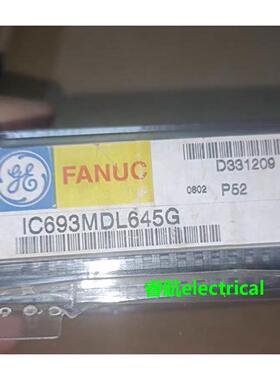 GE
FANUC
D331209
0802 P52
IC693MDL645G
睿航electrical